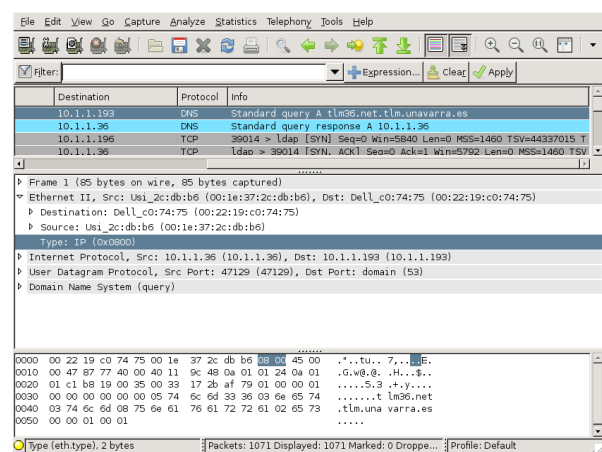 File Edit View Go Capture Analyze Statistics Telephony Tools Help
Filter: Expression... Clear Apply
Destination Protocol Info
10.1.1.193 DNS Standard query A tlm36.net.tlm.unavarra.es
10.1.1.36 DNS Standard query response A 10.1.1.36
10.1.1.196 TCP 39014 > ldap [SYN] Seq=0 Win=5840 Len=0 MSS=1460 TSV=44337015 T
10.1.1.36 TCP ldap > 39014 [SYN, ACK] Seq=0 Ack=1 Win=5792 Len=0 MSS=1460 TSV
Frame 1 (85 bytes on wire, 85 bytes captured)
Ethernet II, Src: Usi_2c:db:b6 (00:1e:37:2c:db:b6), Dst: Dell_c0:74:75 (00:22:19:c0:74:75)
Destination: Dell_c0:74:75 (00:22:19:c0:74:75)
Source: Usi_2c:db:b6 (00:1e:37:2c:db:b6)
Type: IP (0x0800)
Internet Protocol, Src: 10.1.1.36 (10.1.1.36), Dst: 10.1.1.193 (10.1.1.193)
User Datagram Protocol, Src Port: 47129 (47129), Dst Port: domain (53)
Domain Name System (query)
0000 00 22 19 c0 74 75 00 1e 37 2c db b6 08 00 45 00 ."..tu.. 7,....E.
0010 00 47 87 77 40 00 40 11 9c 48 0a 01 01 24 0a 01 .G.w@.@. .H...$..
0020 01 c1 b8 19 00 35 00 33 17 2b af 79 01 00 00 01 .....5.3 .+.y....
0030 00 00 00 00 00 00 05 74 6c 6d 33 36 03 6e 65 74 .......t lm36.net
0040 03 74 6c 6d 08 75 6e 61 76 61 72 72 61 02 65 73 .tlm.una varra.es
0050 00 00 01 00 01 .....
Type (eth.type), 2 bytes Packets: 1071 Displayed: 1071 Marked: 0 Droppe... Profile: Default